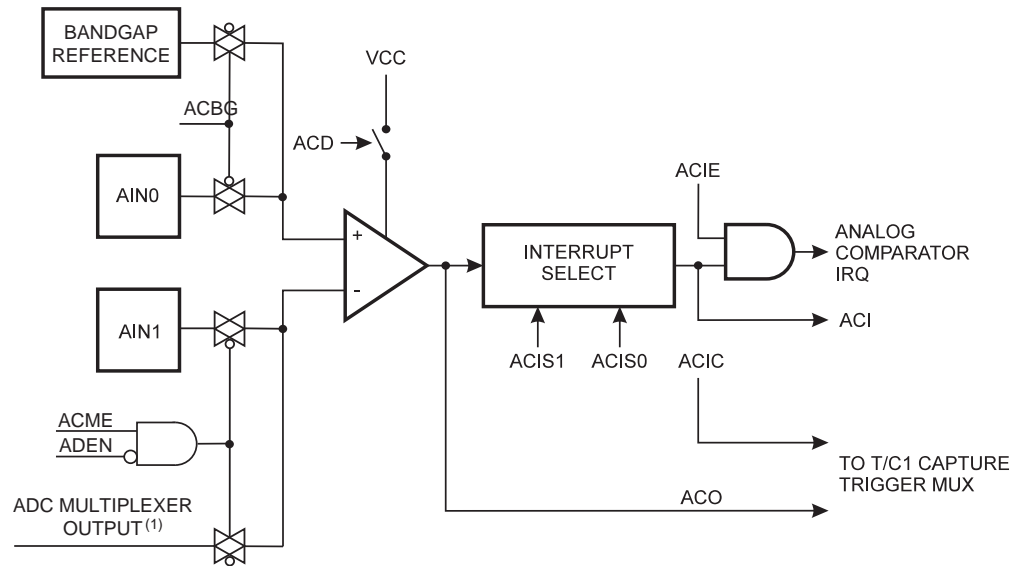 BANDGAP
REFERENCE
VCC
ACBG
ACD
AIN0
ACIE
+
-
INTERRUPT
SELECT
ANALOG
COMPARATOR
IRQ
AIN1
ACI
ACIS1 ACIS0 ACIC
ACME
ADEN
TO T/C1 CAPTURE
TRIGGER MUX
ACO
ADC MULTIPLEXER
OUTPUT (1)